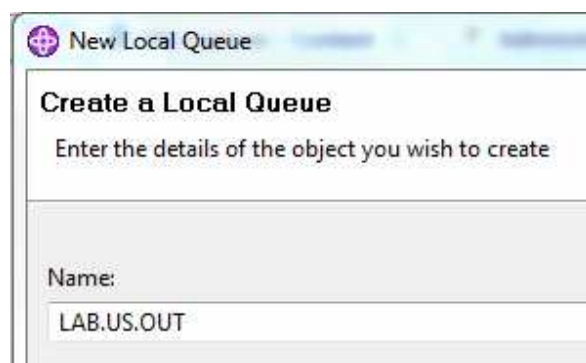 New Local Queue
Create a Local Queue
Enter the details of the object you wish to create
Name:
LAB.US.OUT